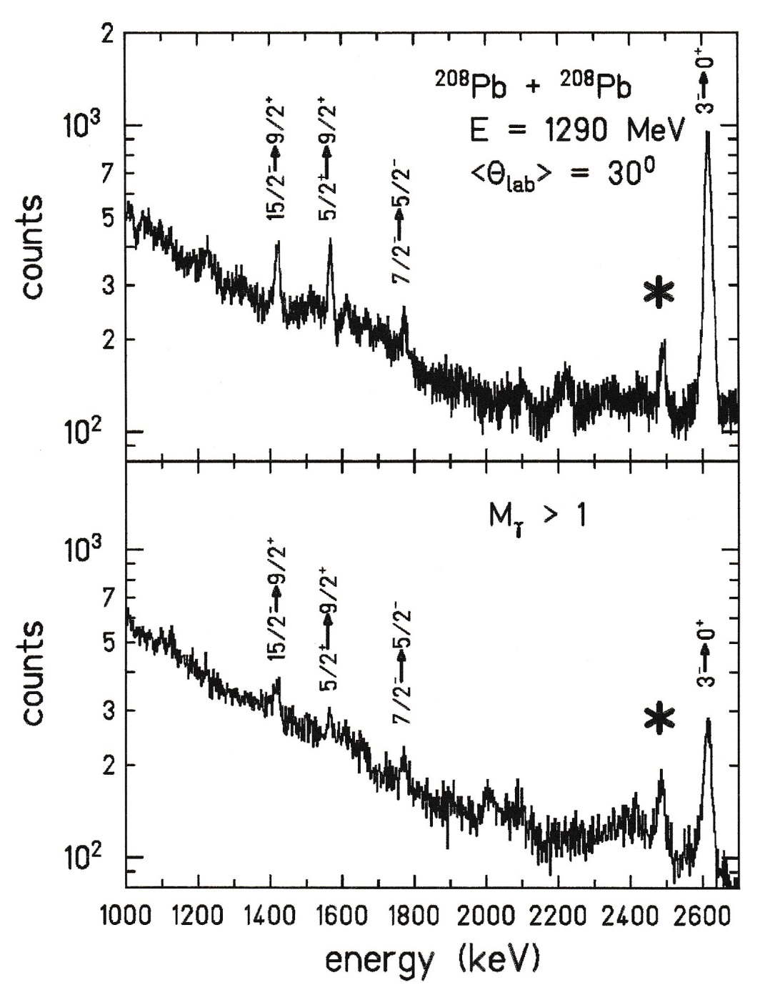 2
10³
7
5
3
2
10²
counts
15/2⁻→9/2⁺
5/2⁺→9/2⁺
7/2⁻→5/2⁻
²⁰⁸Pb + ²⁰⁸Pb
E = 1290 MeV
<Θlab> = 30⁰
*
3⁻→0⁺
10³
7
5
3
2
10²
counts
15/2⁻→9/2⁺
5/2⁺→9/2⁺
7/2⁻→5/2⁻
Mγ > 1
*
3⁻→0⁺
1000 1200 1400 1600 1800 2000 2200 2400 2600
energy (keV)